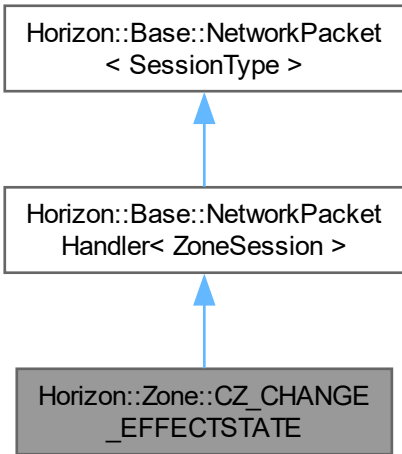 Horizon::Base::NetworkPacket
< SessionType >
Horizon::Base::NetworkPacket
Handler< ZoneSession >
Horizon::Zone::CZ_CHANGE
_EFFECTSTATE